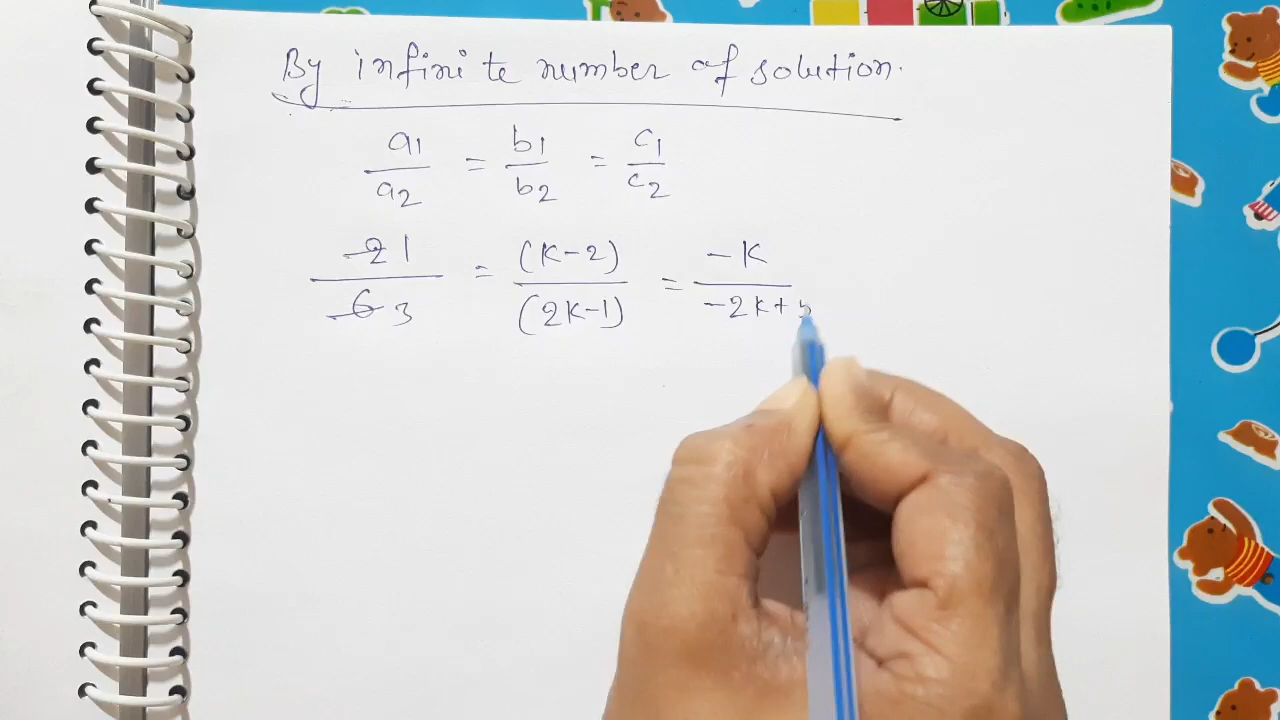 By infinite number of solution.
a1/a2 = b1/b2 = c1/c2
2 1/6 3 = (K-2)/(2K-1) = -K/-2K+